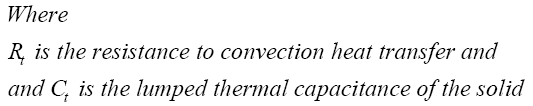 Where
Rₜ is the resistance to convection heat transfer and
and Cₜ is the lumped thermal capacitance of the solid